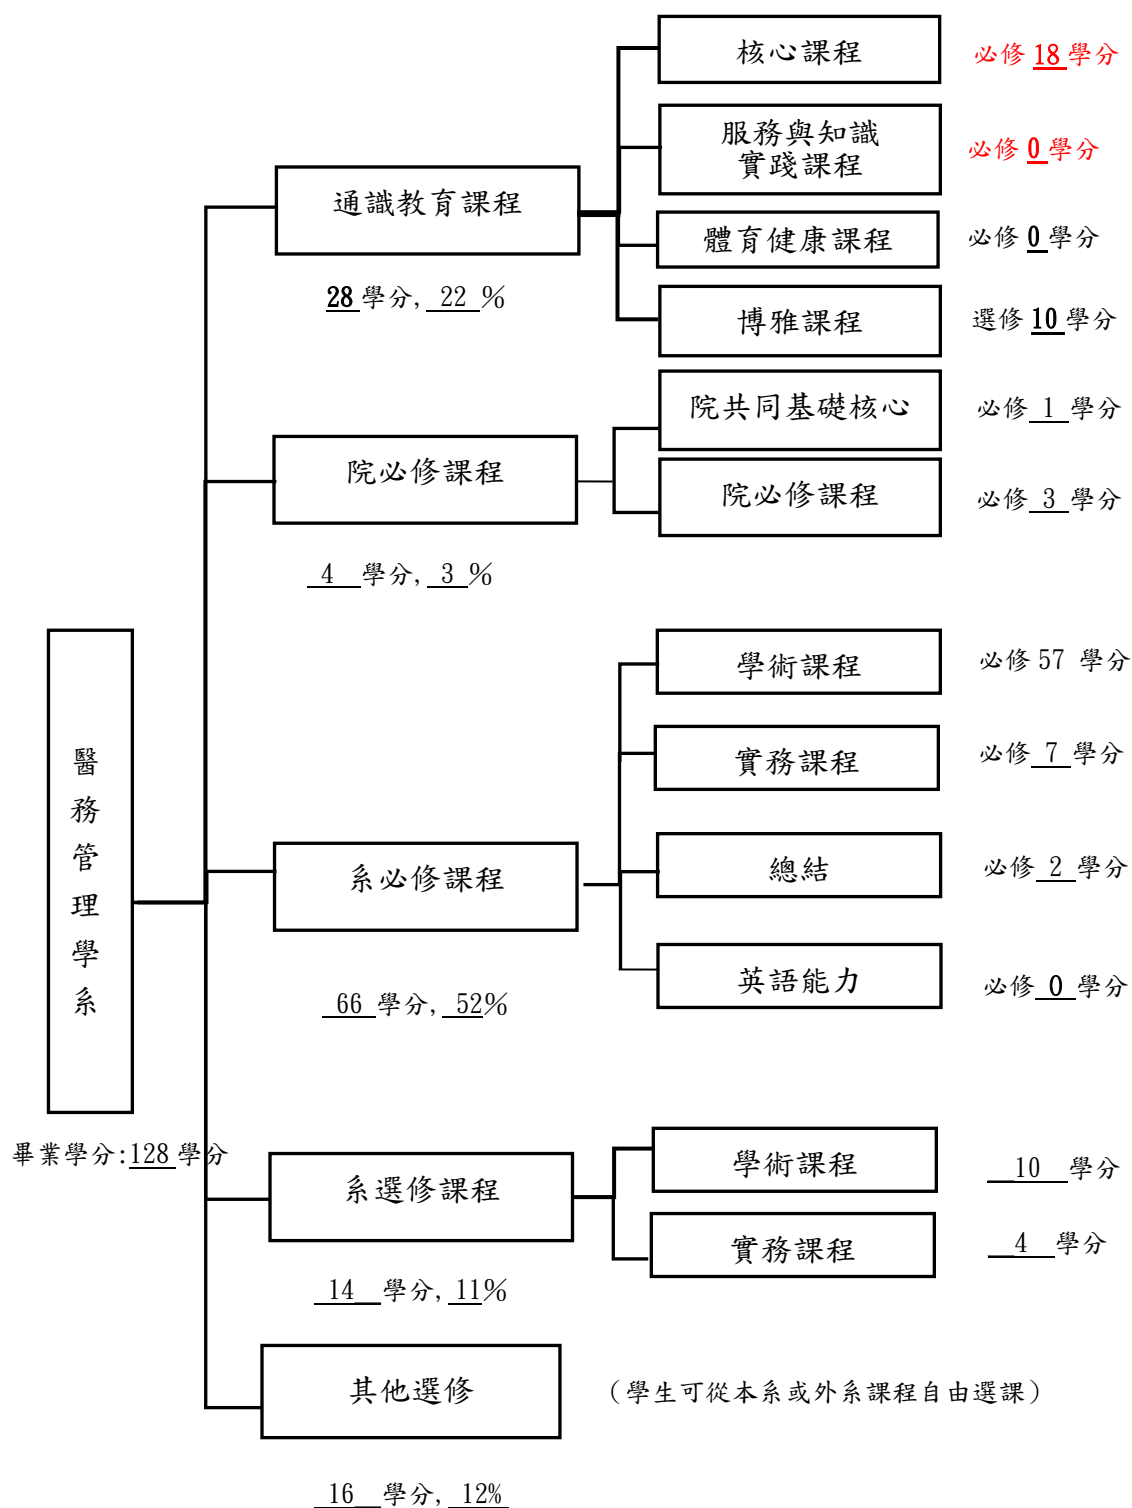 核心課程
必修 18 學分
服務與知識
實踐課程
必修 0 學分
通識教育課程
體育健康課程
必修 0 學分
28 學分, 22 %
博雅課程
選修 10 學分
院共同基礎核心
必修 1 學分
院必修課程
院必修課程
必修 3 學分
4 學分, 3 %
學術課程
必修 57 學分
實務課程
必修 7 學分
系必修課程
總結
必修 2 學分
英語能力
必修 0 學分
66 學分, 52%
醫
務
管
理
學
系
畢業學分:128 學分
學術課程
10 學分
系選修課程
實務課程
4 學分
14 學分, 11%
其他選修
（學生可從本系或外系課程自由選課）
16 學分, 12%